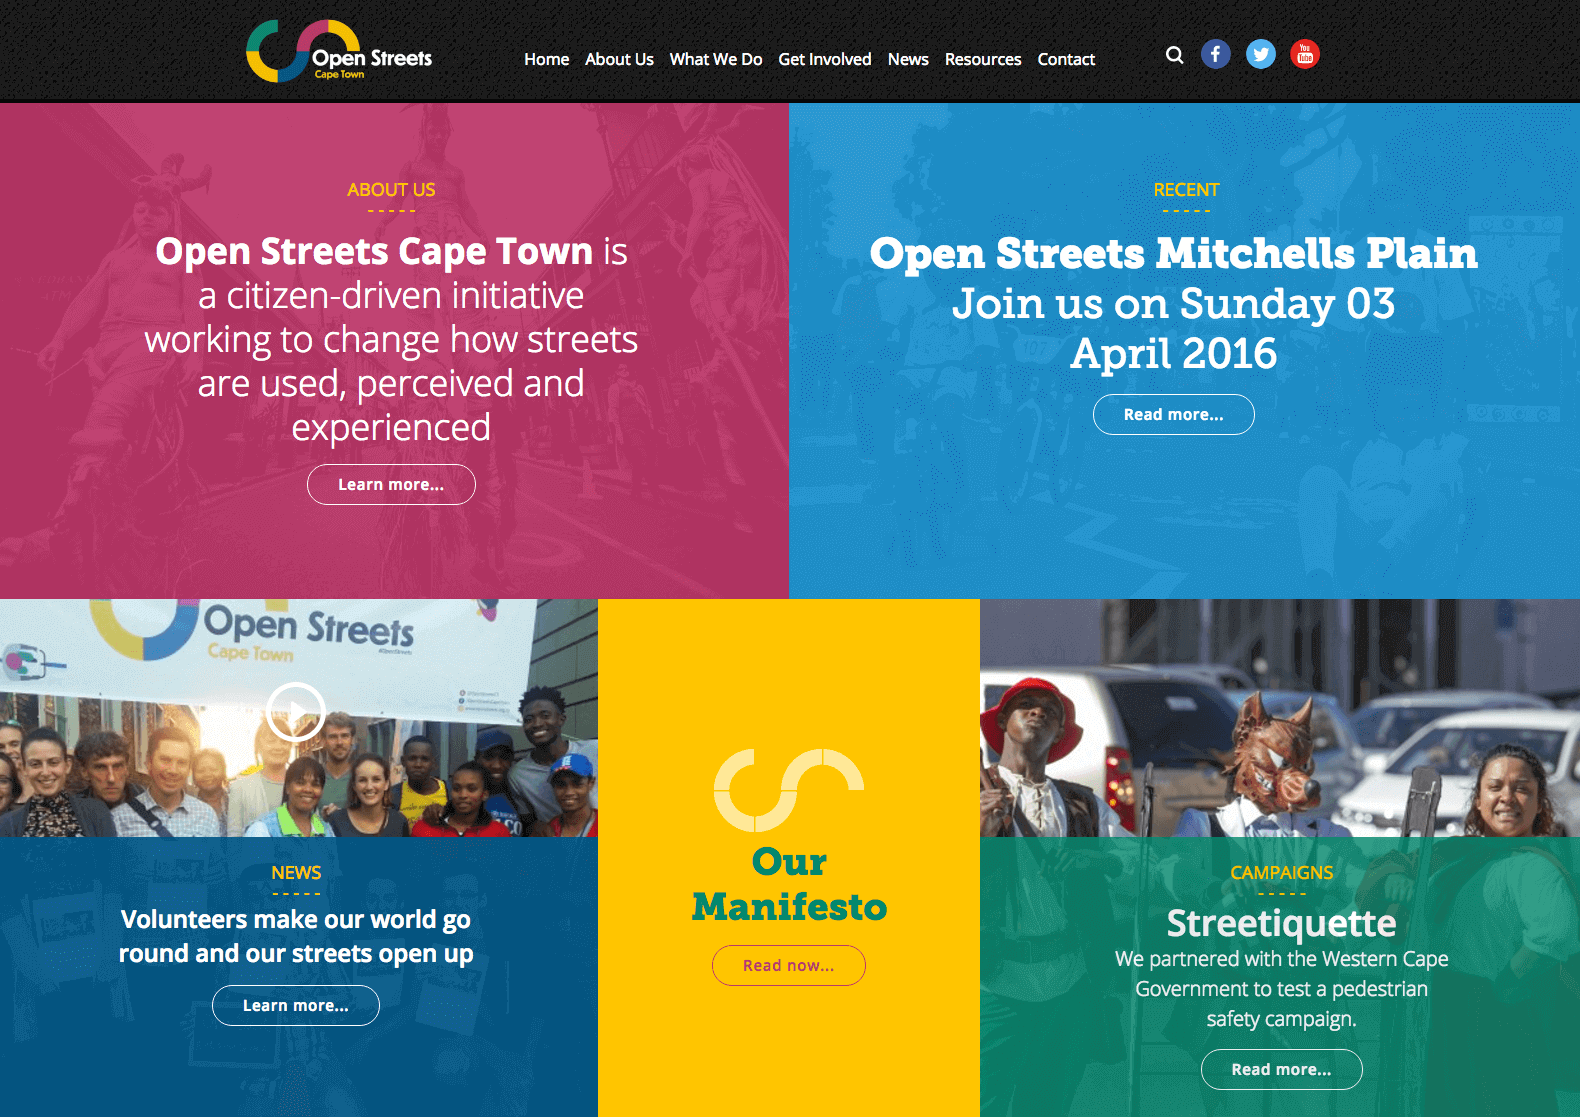 Open Streets
Cape Town
Home About Us What We Do Get Involved News Resources Contact
You
Tube
ABOUT US
Open Streets Cape Town is
a citizen-driven initiative
working to change how streets
are used, perceived and
experienced
Learn more...
RECENT
Open Streets Mitchells Plain
Join us on Sunday 03
April 2016
Read more...
Open Streets
Cape Town
NEWS
Volunteers make our world go
round and our streets open up
Learn more...
Our
Manifesto
Read now...
CAMPAIGNS
Streetiquette
We partnered with the Western Cape
Government to test a pedestrian
safety campaign.
Read more...